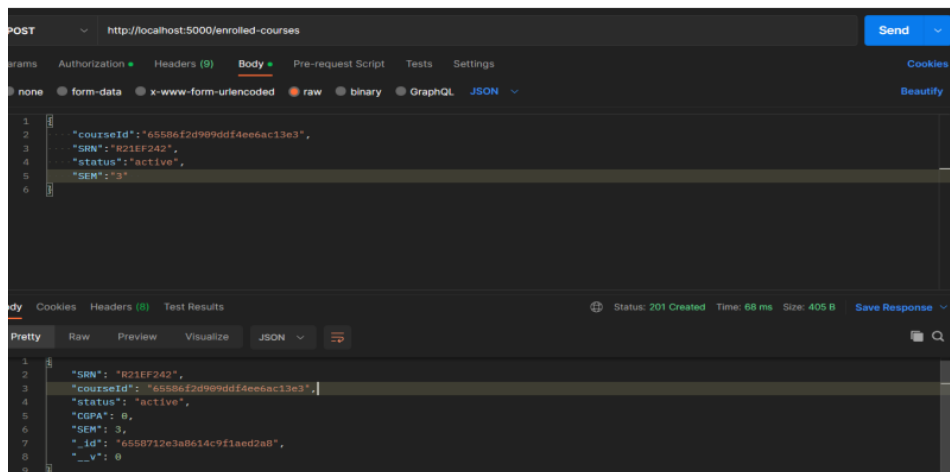 POST http://localhost:5000/enrolled-courses Send
arams Authorization Headers (9) Body Pre-request Script Tests Settings Cookies
none form-data x-www-form-urlencoded raw binary GraphQL JSON Beautify
1 {
2 "courseId":"65586f2d909ddf4ee6ac13e3",
3 "SRN":"R21EF242",
4 "status":"active",
5 "SEM":"3"
6 }
ody Cookies Headers (8) Test Results Status: 201 Created Time: 68 ms Size: 405 B Save Response
Pretty Raw Preview Visualize JSON
1 {
2 "SRN": "R21EF242",
3 "courseId": "65586f2d909ddf4ee6ac13e3",
4 "status": "active",
5 "CGPA": 0,
6 "SEM": 3,
7 "_id": "6558712e3a8614c9f1aed2a8",
8 "__v": 0
9 }